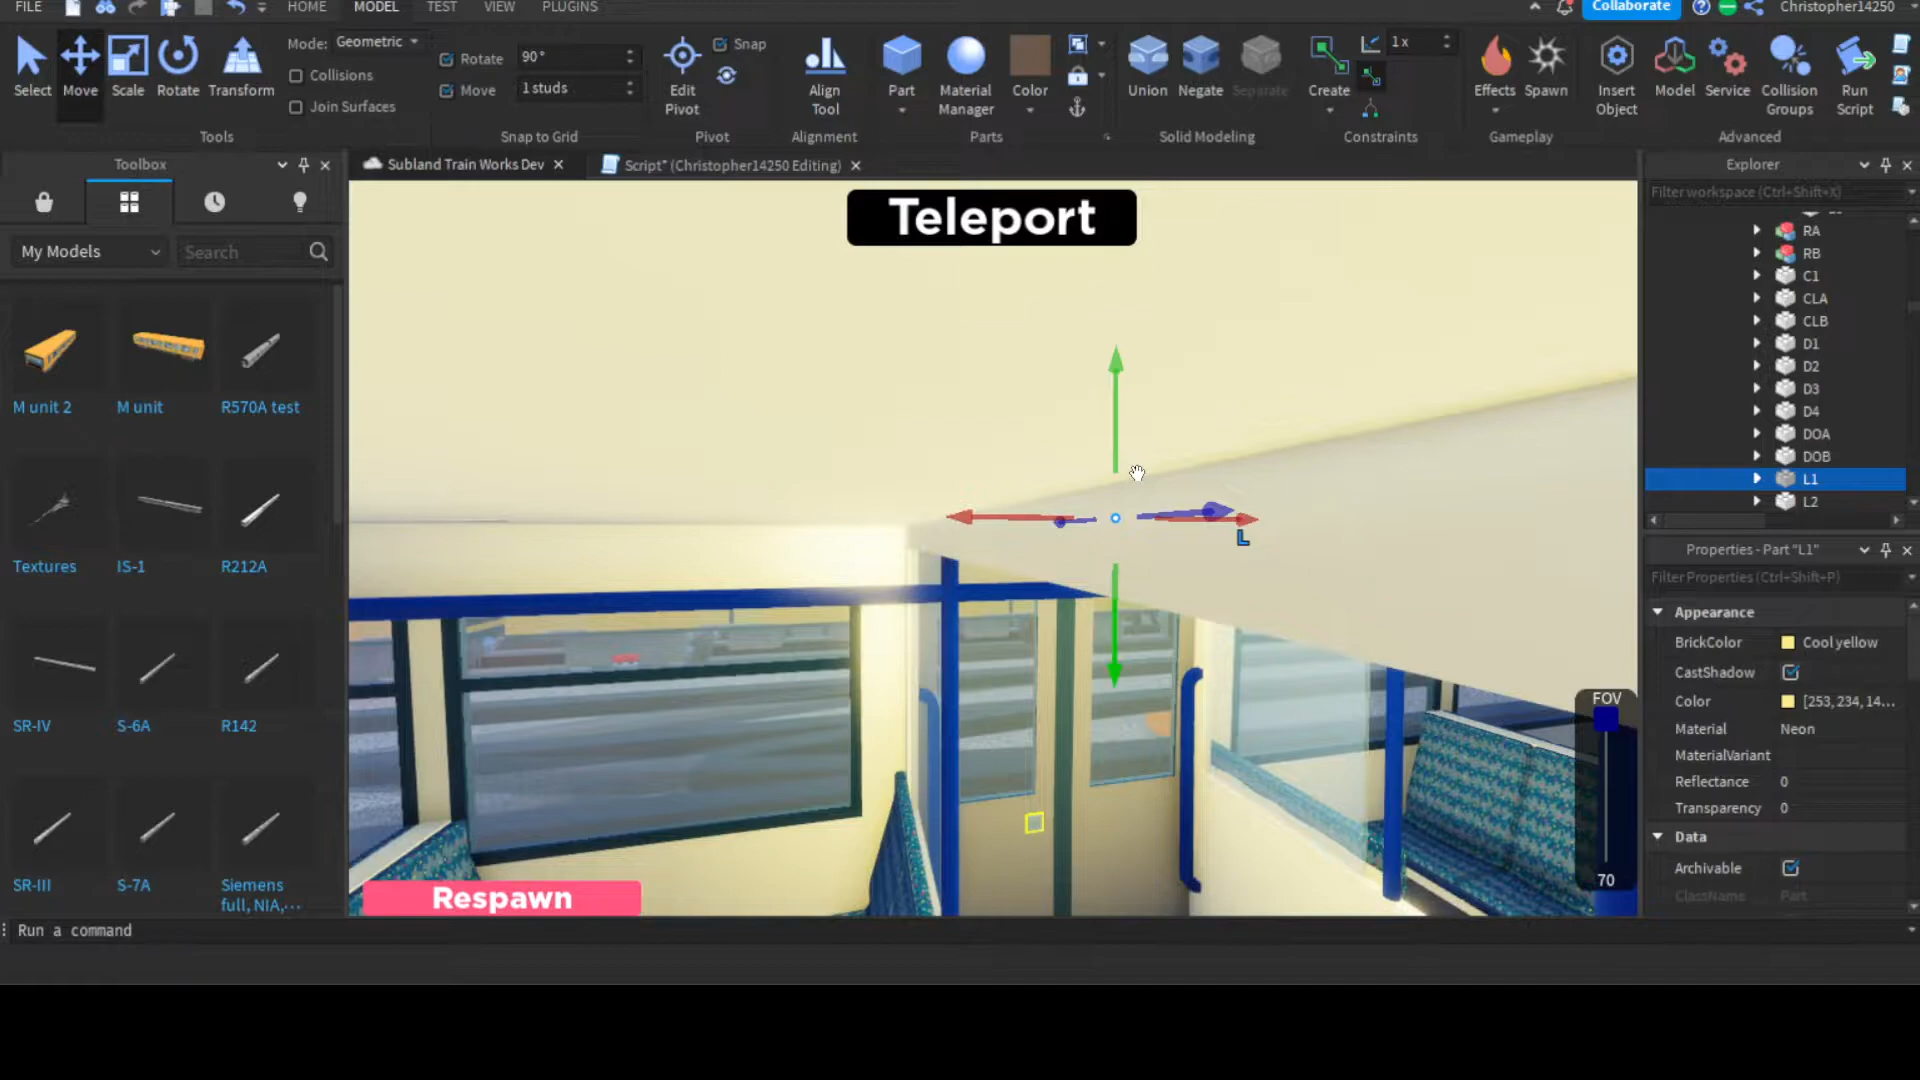 FILE HOME MODEL TEST VIEW PLUGINS Collaborate Christopher14250
Select Move Scale Rotate Transform
Mode: Geometric
Collisions
Join Surfaces
Tools
Rotate 90°
Move 1 studs
Snap to Grid
Edit Pivot
Snap
Pivot
Align Tool
Alignment
Part Material Manager Color
Parts
Union Negate Separate
Solid Modeling
Create 1 x
Constraints
Effects Spawn
Gameplay
Insert Object Model Service Collision Groups Run Script
Advanced
Toolbox
My Models Search
M unit 2 M unit R570A test
Textures IS-1 R212A
SR-IV S-6A R142
SR-III S-7A Siemens full, NIA,...
Subland Train Works Dev
Script* (Christopher14250 Editing)
Teleport
L
FOV
70
Respawn
Explorer
Filter workspace (Ctrl+Shift+X)
RA
RB
C1
CLA
CLB
D1
D2
D3
D4
DOA
DOB
L1
L2
Properties - Part "L1"
Filter Properties (Ctrl+Shift+P)
Appearance
BrickColor Cool yellow
CastShadow
Color [253, 234, 14...
Material Neon
MaterialVariant
Reflectance 0
Transparency 0
Data
Archivable
ClassName Part
Run a command